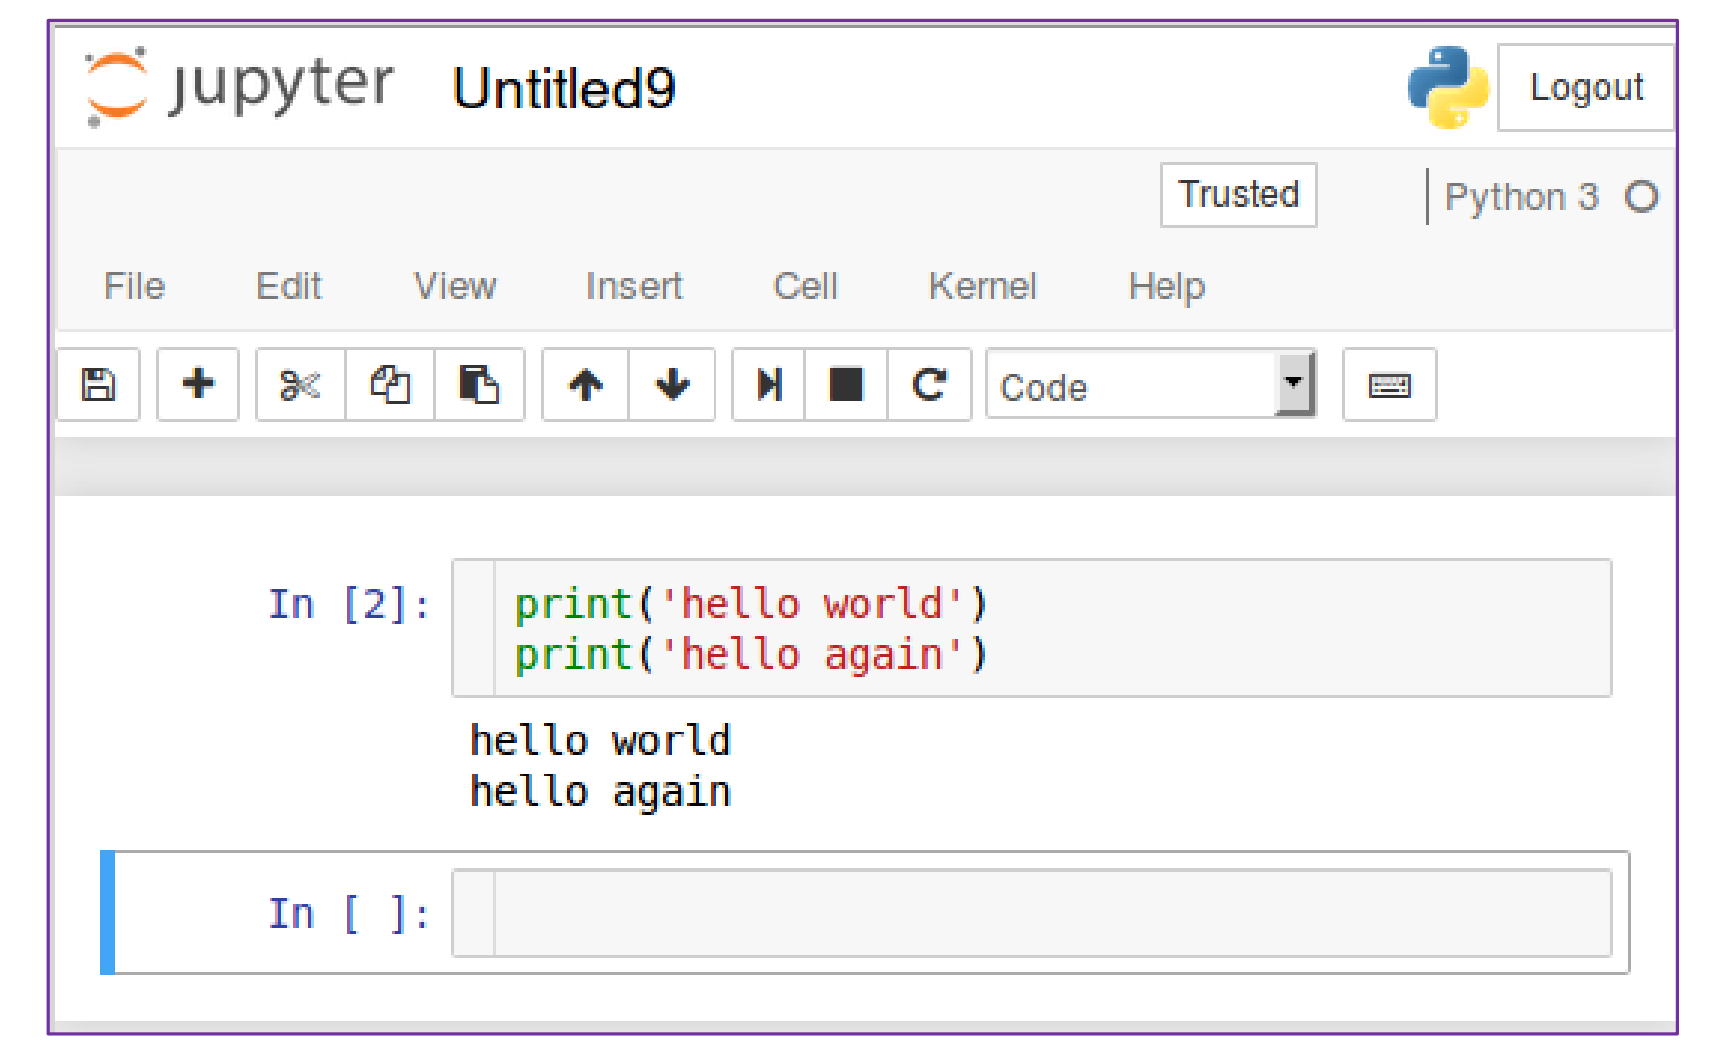 jupyter Untitled9 Logout
Trusted Python 3
File Edit View Insert Cell Kernel Help
Code
In [2]: print('hello world')
print('hello again')
hello world
hello again
In [ ]: